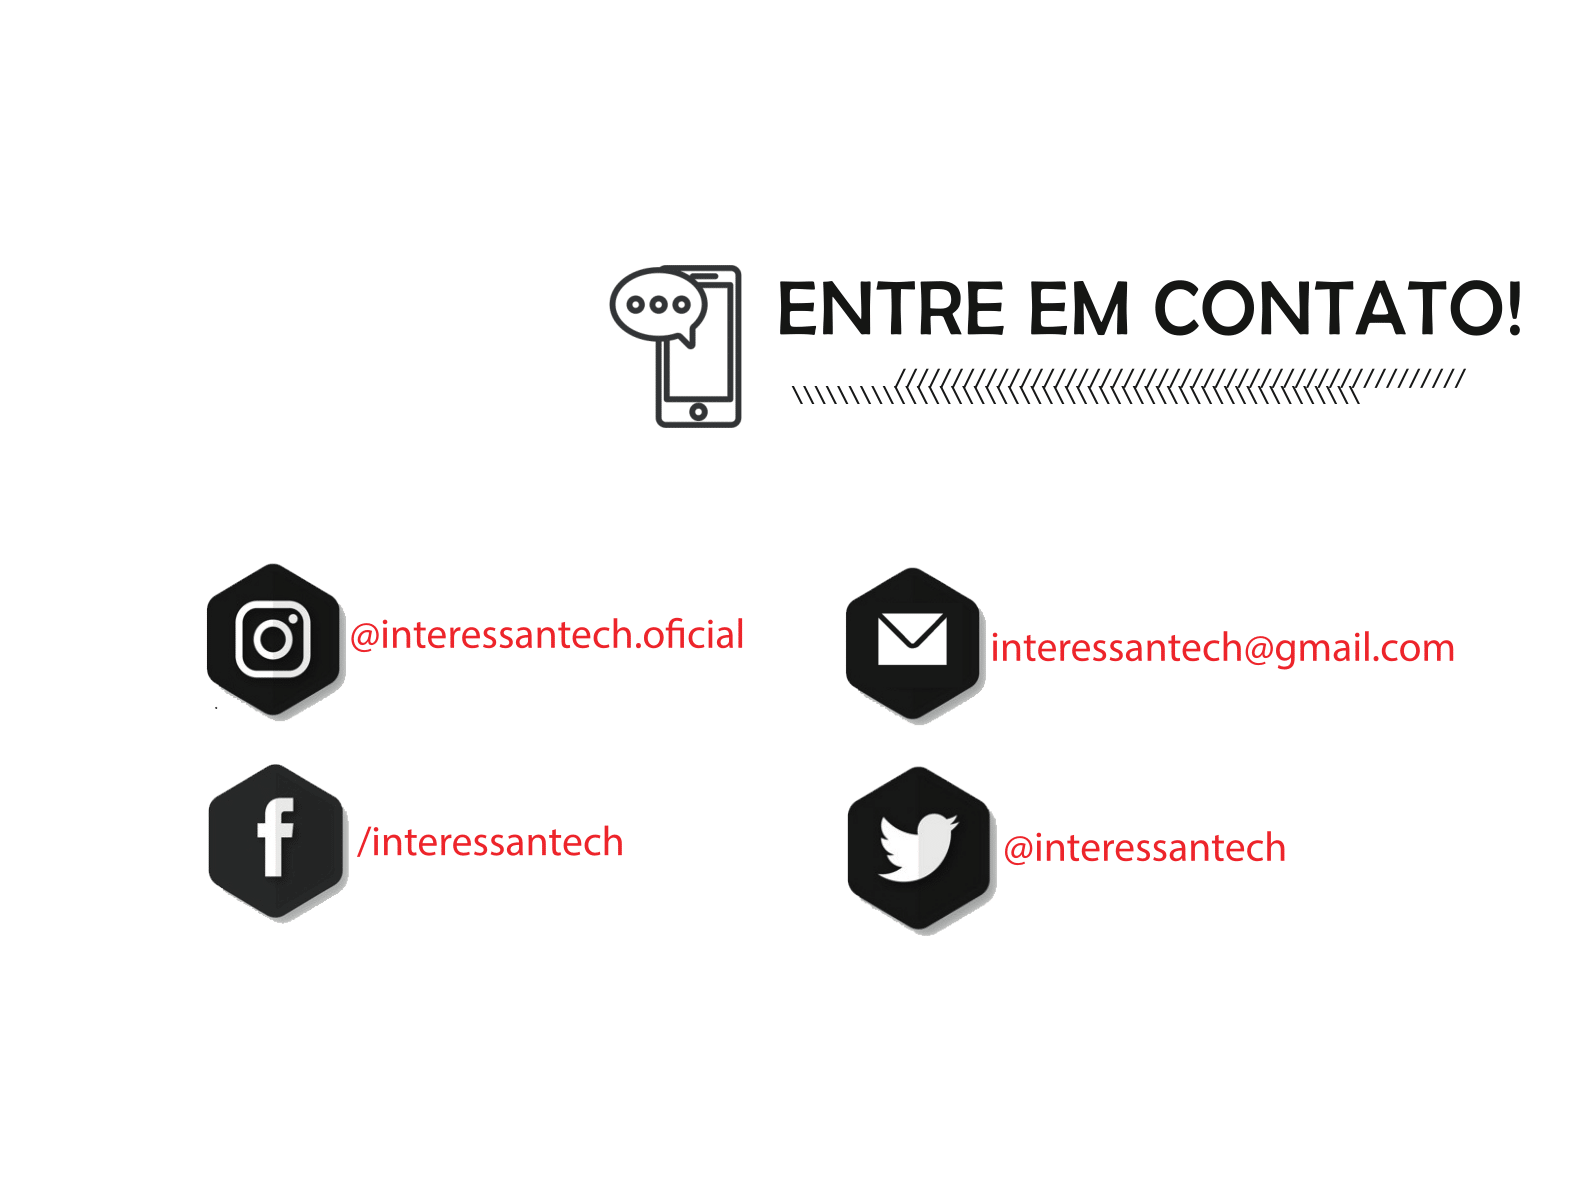 ENTRE EM CONTATO!
@interessantech.oficial
interessantech@gmail.com
/interessantech
@interessantech